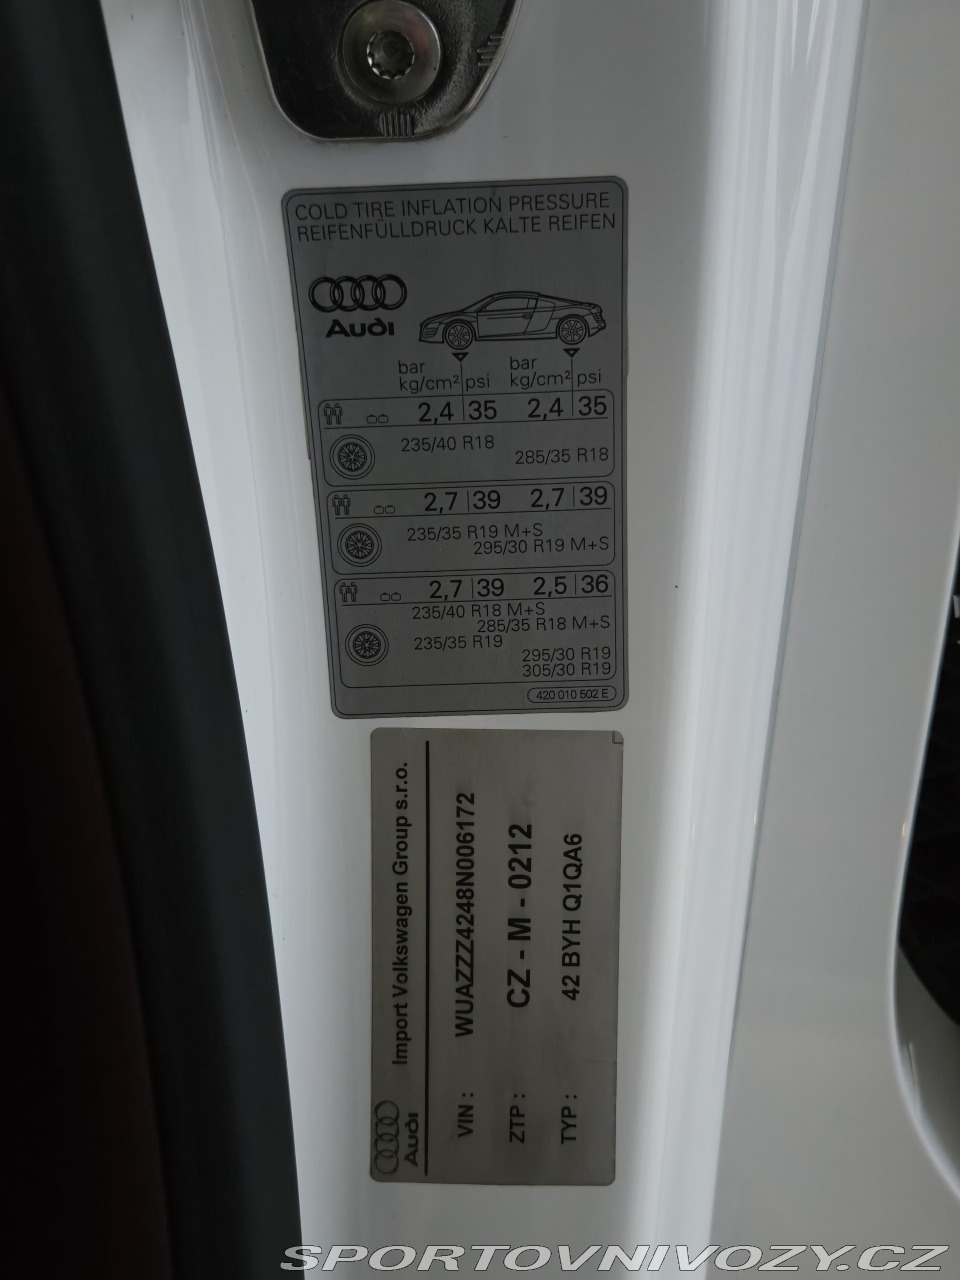 COLD TIRE INFLATION PRESSURE
REIFENFÜLLDRUCK KALTE REIFEN
Audi
bar kg/cm² psi bar kg/cm² psi
2,4 35 2,4 35
235/40 R18
285/35 R18
2,7 39 2,7 39
235/35 R19 M+S
295/30 R19 M+S
2,7 39 2,5 36
235/40 R18 M+S
285/35 R18 M+S
235/35 R19
295/30 R19
305/30 R19
420 010 502 E
Audi Import Volkswagen Group s.r.o.
VIN : WUAZZZ4248N006172
ZTP : CZ - M - 0212
TYP : 42 BYH Q1QA6
SPORTOVNIVOZY.CZ